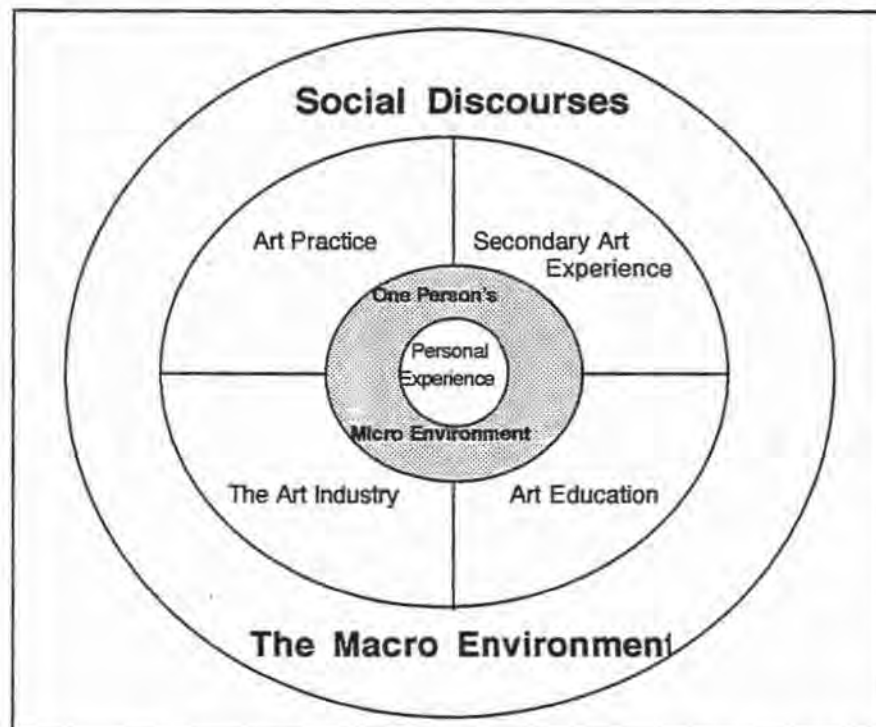 Social Discourses
Art Practice
Secondary Art
Experience
One Person's
Personal
Experience
Micro Environment
The Art Industry
Art Education
The Macro Environment